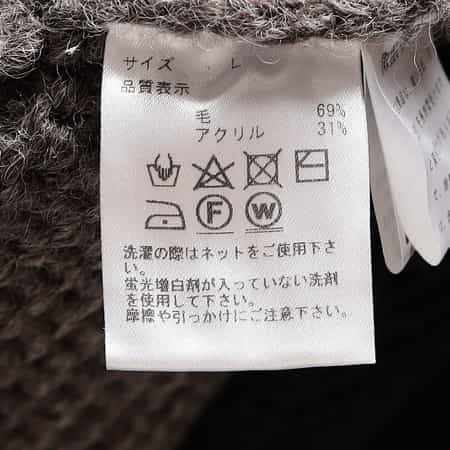 サイズ L
品質表示
毛 69%
アクリル 31%
F W
洗濯の際はネットをご使用下さ
い。
蛍光増白剤が入っていない洗剤
を使用して下さい。
摩擦や引っかけにご注意下さい。